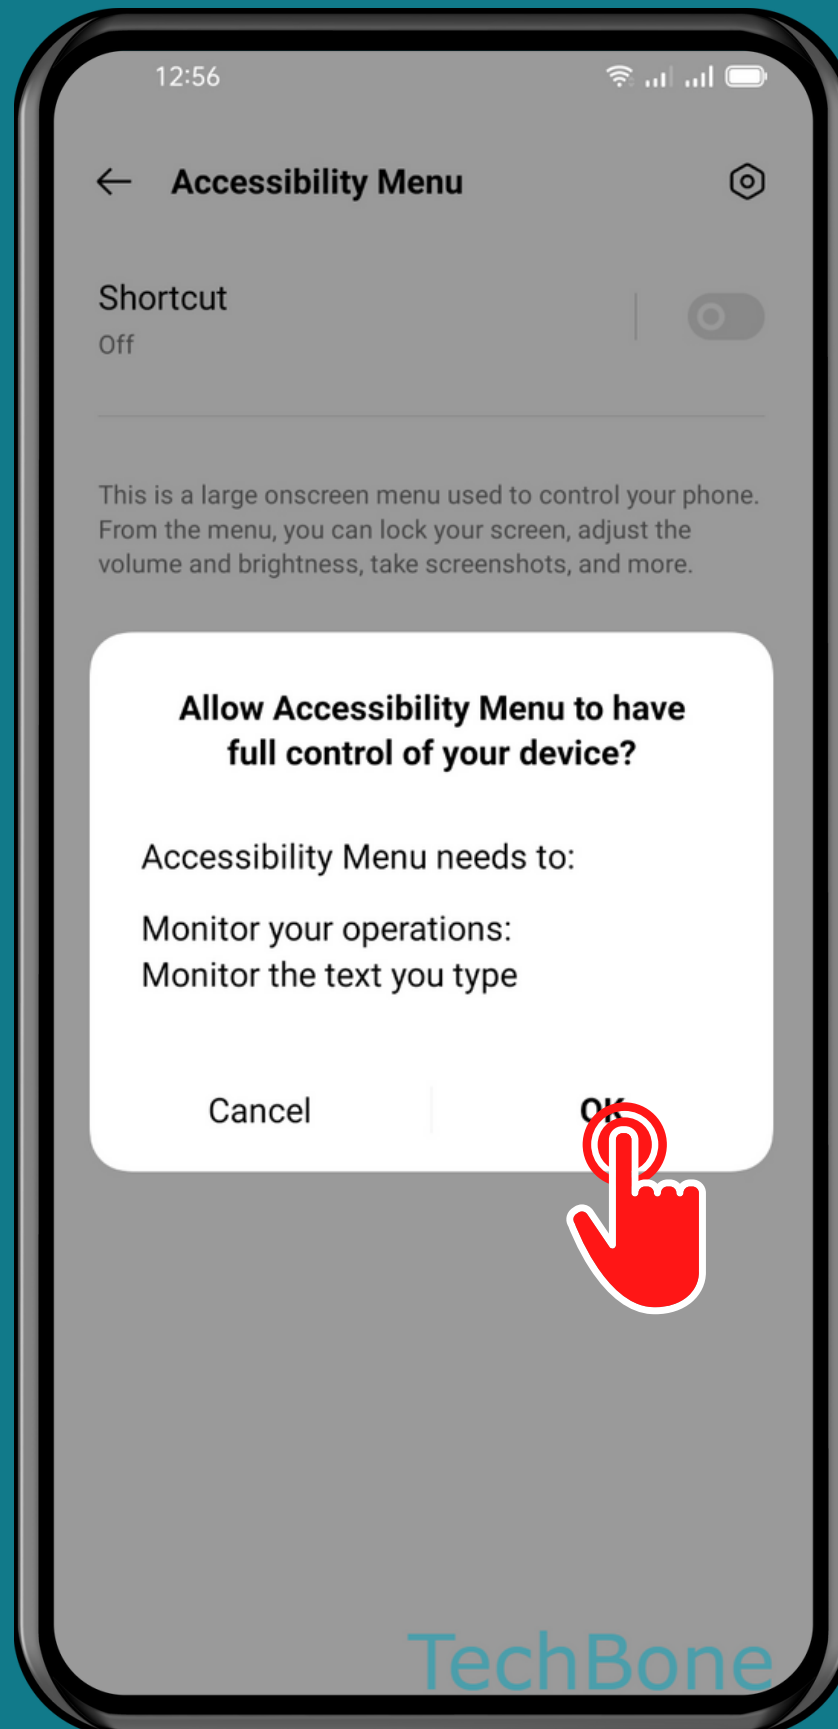 12:56
Accessibility Menu
Shortcut
Off
This is a large onscreen menu used to control your phone.
From the menu, you can lock your screen, adjust the
volume and brightness, take screenshots, and more.
Allow Accessibility Menu to have
full control of your device?
Accessibility Menu needs to:
Monitor your operations:
Monitor the text you type
Cancel
OK
TechBone